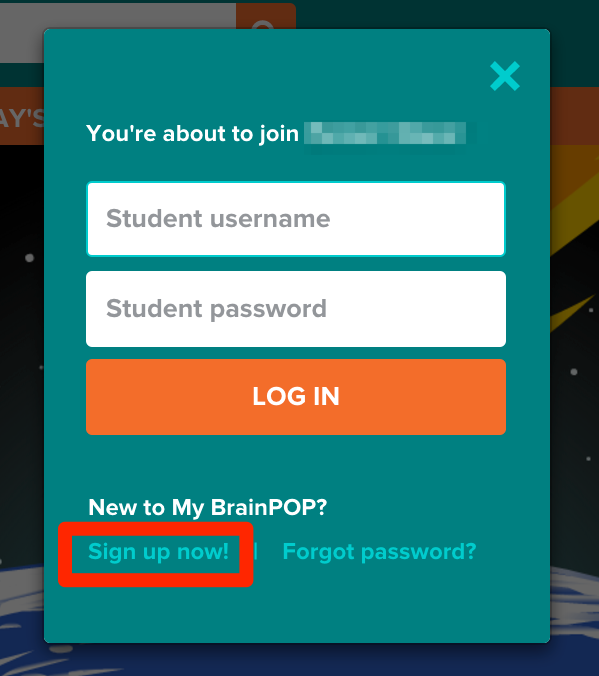 AY'S
You're about to join
Student username
Student password
LOG IN
New to My BrainPOP?
Sign up now! | Forgot password?